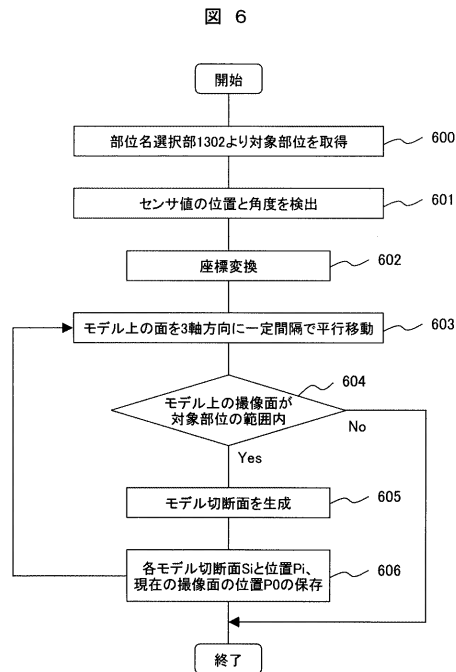 図 6
開始
部位名選択部1302より対象部位を取得
600
センサ値の位置と角度を検出
601
座標変換
602
モデル上の面を3軸方向に一定間隔で平行移動
603
604
モデル上の撮像面が
対象部位の範囲内
No
Yes
モデル切断面を生成
605
各モデル切断面Siと位置Pi、
現在の撮像面の位置P0の保存
606
終了